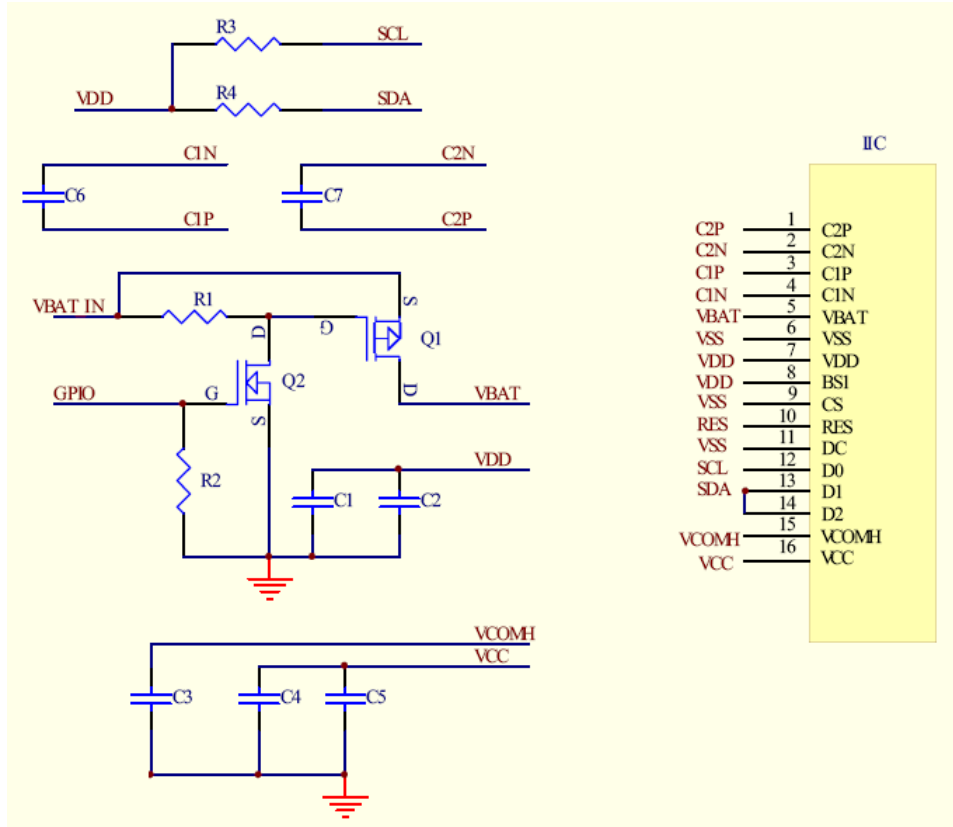 R3
SCL
VDD
R4
SDA
C1N
C6
C1P
C2N
C7
C2P
VBAT IN
R1
D
G
S
Q1
D
VBAT
GPIO
G
Q2
S
R2
VDD
C1
C2
VCOMH
VCC
C3
C4
C5
IIC
C2P 1 C2P
C2N 2 C2N
C1P 3 C1P
C1N 4 C1N
VBAT 5 VBAT
VSS 6 VSS
VDD 7 VDD
VDD 8 BS1
VSS 9 CS
RES 10 RES
VSS 11 DC
SCL 12 D0
SDA 13 D1
14 D2
VCOMH 15 VCOMH
VCC 16 VCC